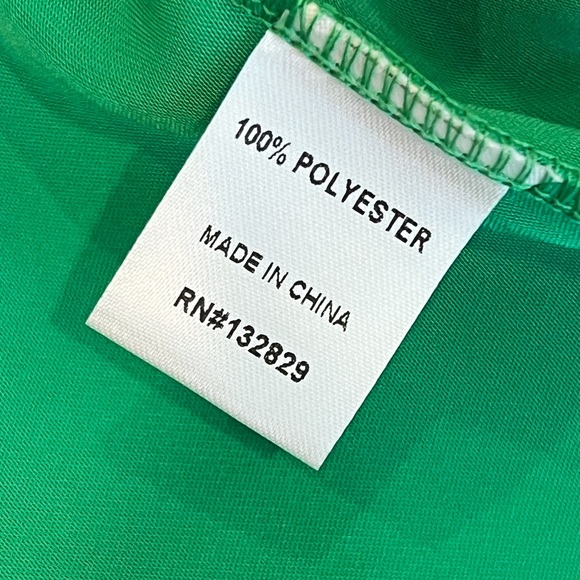 100% POLYESTER
MADE IN CHINA
RN#132829